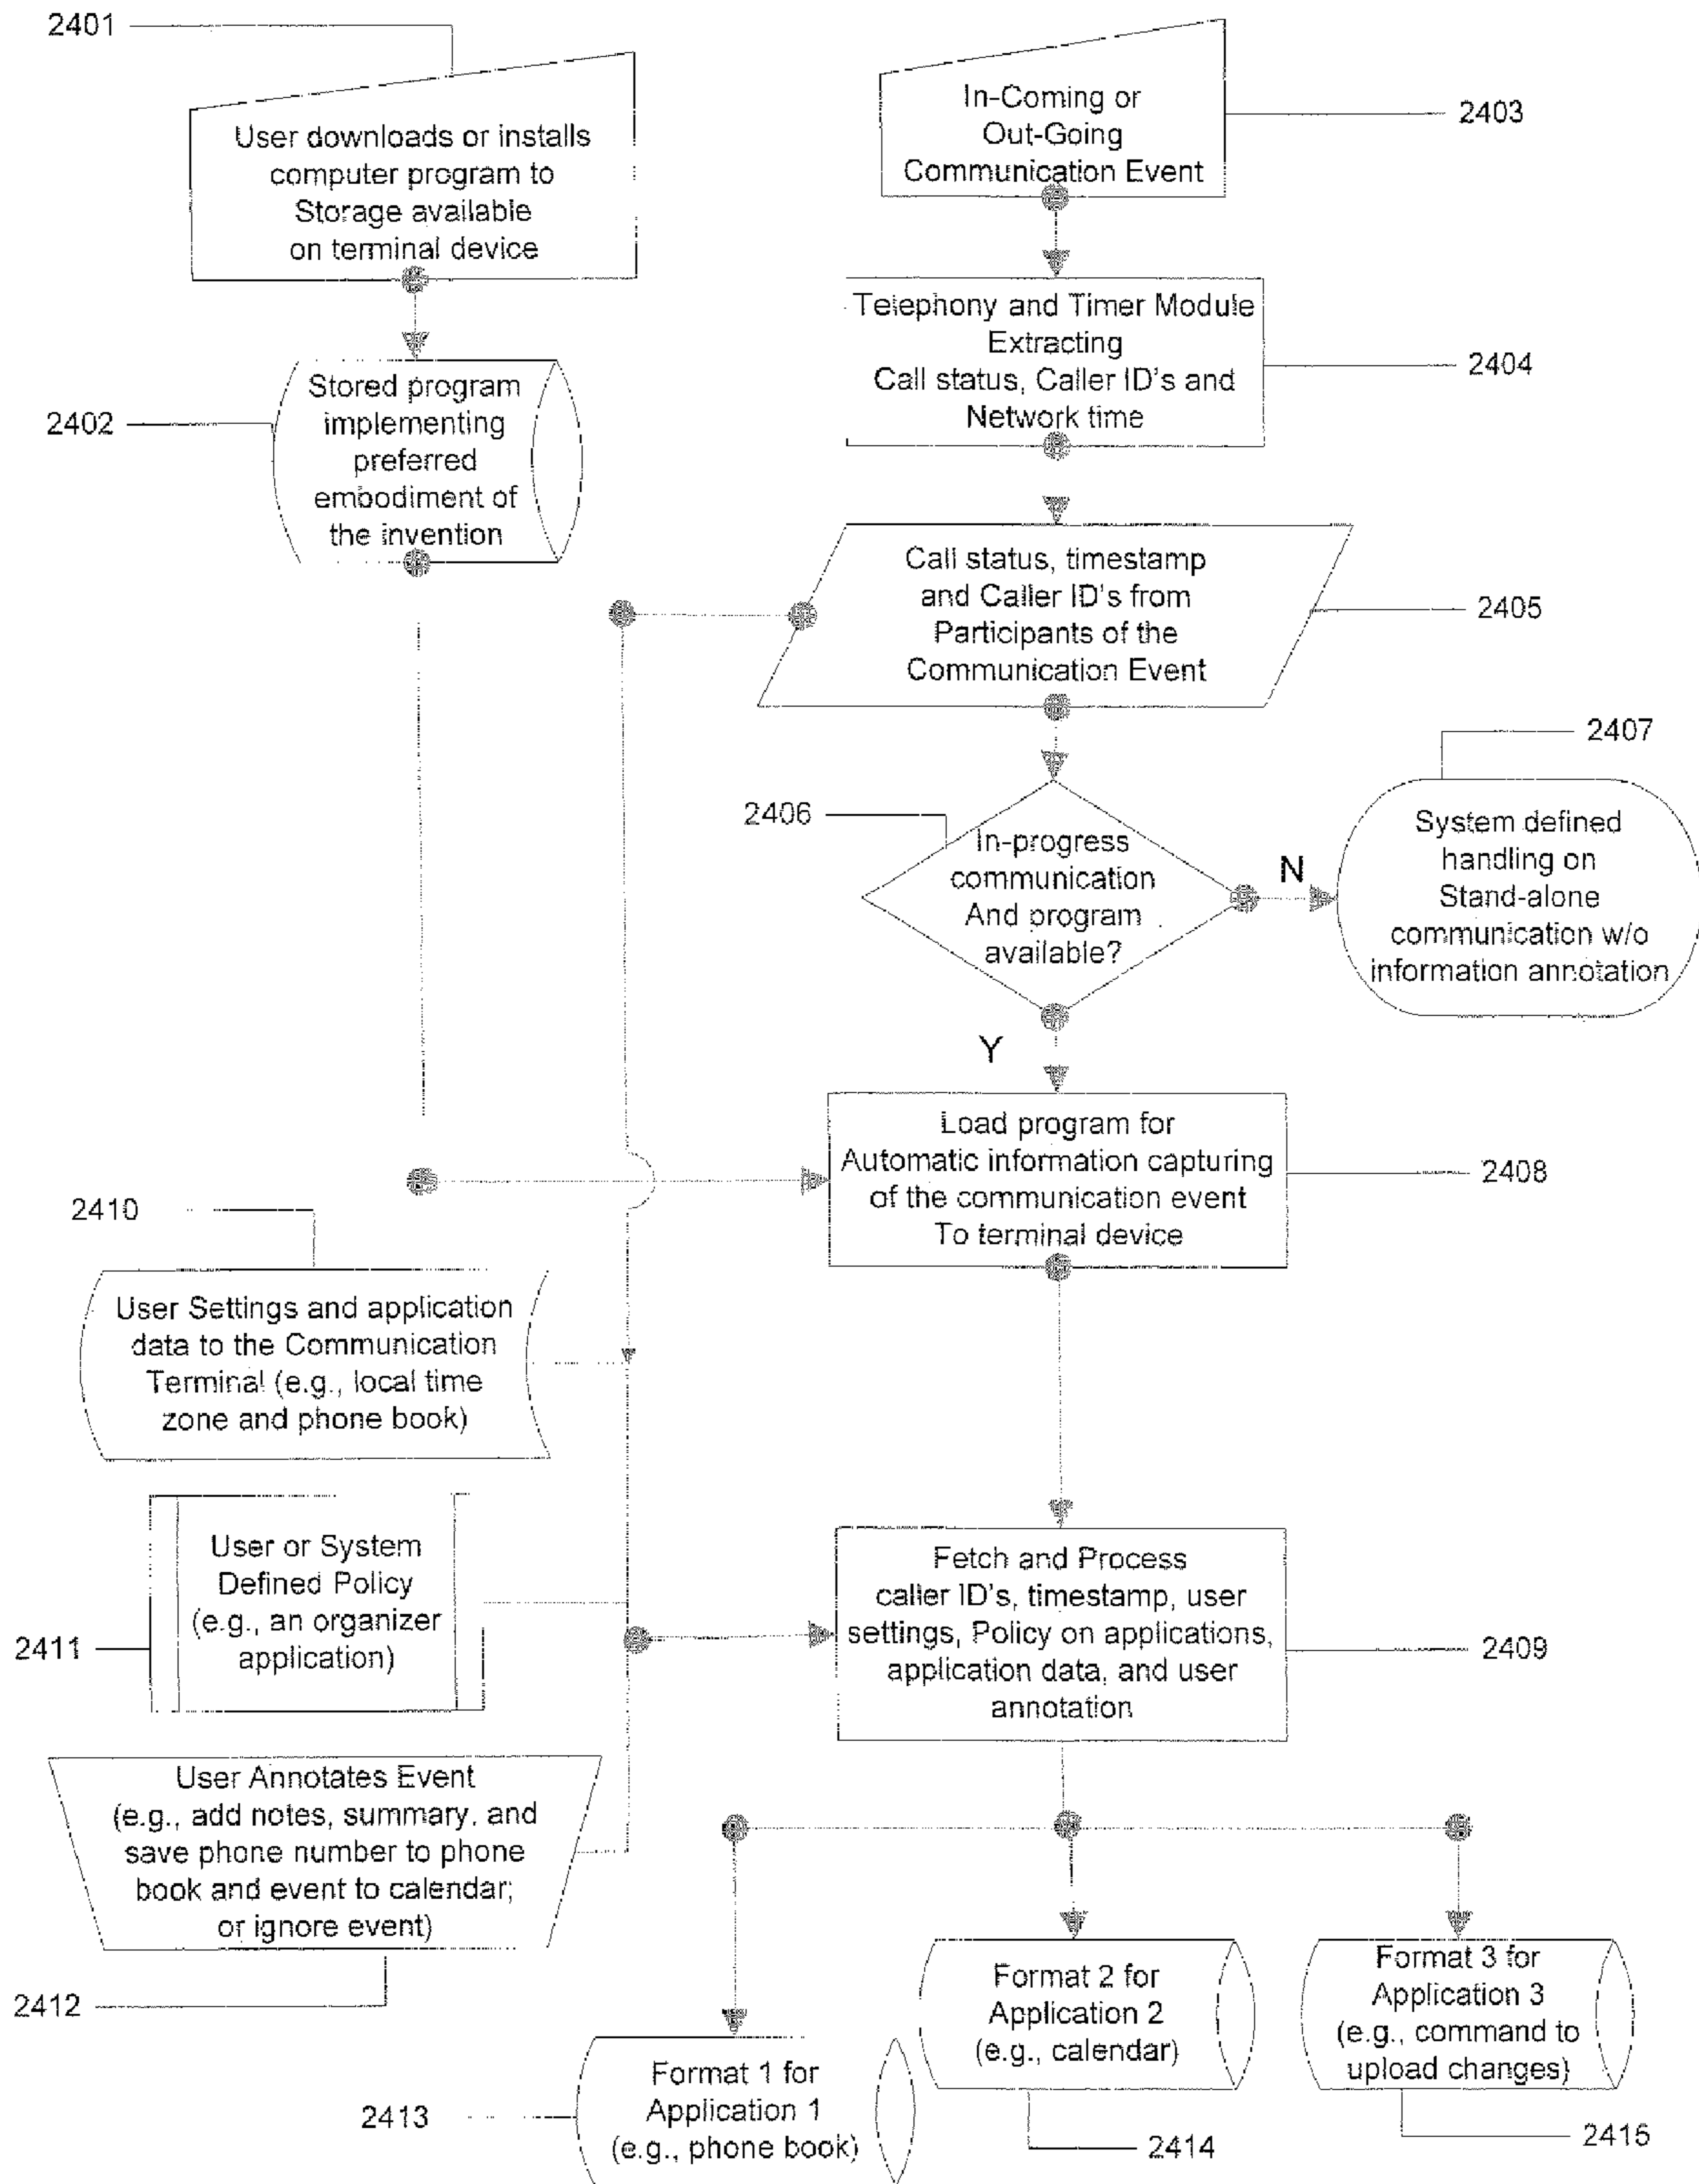 2401
User downloads or installs
computer program to
Storage available
on terminal device
In-Coming or
Out-Going
Communication Event
2403
Telephony and Timer Module
Extracting
Call status, Caller ID's and
Network time
2404
2402
Stored program
implementing
preferred
embodiment of
the invention
Call status, timestamp
and Caller ID's from
Participants of the
Communication Event
2405
2406
In-progress
communication
And program
available?
N
Y
2407
System defined
handling on
Stand-alone
communication w/o
information annotation
Load program for
Automatic information capturing
of the communication event
To terminal device
2408
2410
User Settings and application
data to the Communication
Terminal (e.g., local time
zone and phone book)
User or System
Defined Policy
(e.g., an organizer
application)
2411
Fetch and Process
caller ID's, timestamp, user
settings, Policy on applications,
application data, and user
annotation
2409
User Annotates Event
(e.g., add notes, summary, and
save phone number to phone
book and event to calendar;
or ignore event)
2412
Format 1 for
Application 1
(e.g., phone book)
2413
Format 2 for
Application 2
(e.g., calendar)
2414
Format 3 for
Application 3
(e.g., command to
upload changes)
2415